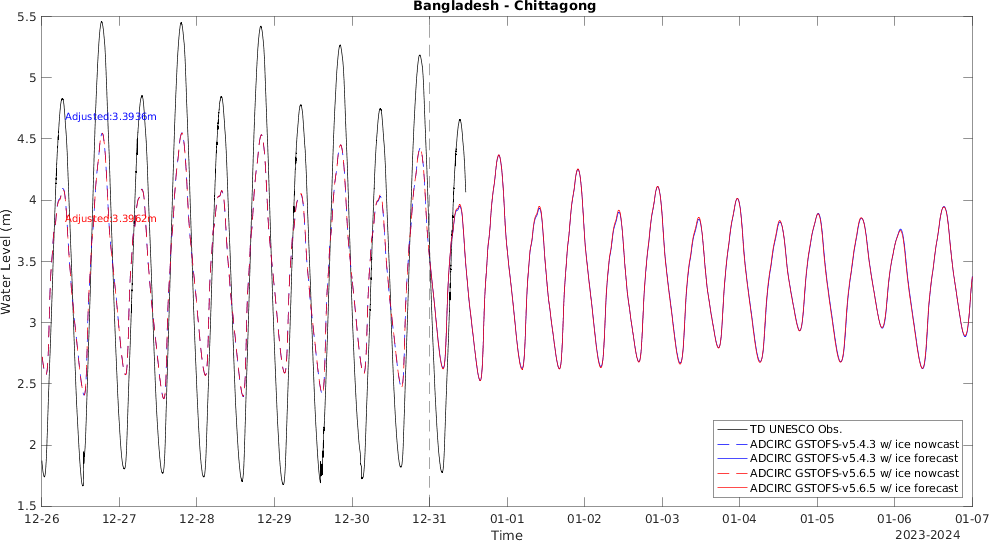 Bangladesh - Chittagong
Water Level (m)
5.5
5
4.5
4
3.5
3
2.5
2
1.5
Adjusted:3.3936m
Adjusted:3.3962m
TD UNESCO Obs.
ADCIRC GSTOFS-v5.4.3 w/ ice nowcast
ADCIRC GSTOFS-v5.4.3 w/ ice forecast
ADCIRC GSTOFS-v5.6.5 w/ ice nowcast
ADCIRC GSTOFS-v5.6.5 w/ ice forecast
12-26 12-27 12-28 12-29 12-30 12-31 01-01 01-02 01-03 01-04 01-05 01-06 01-07
Time
2023-2024